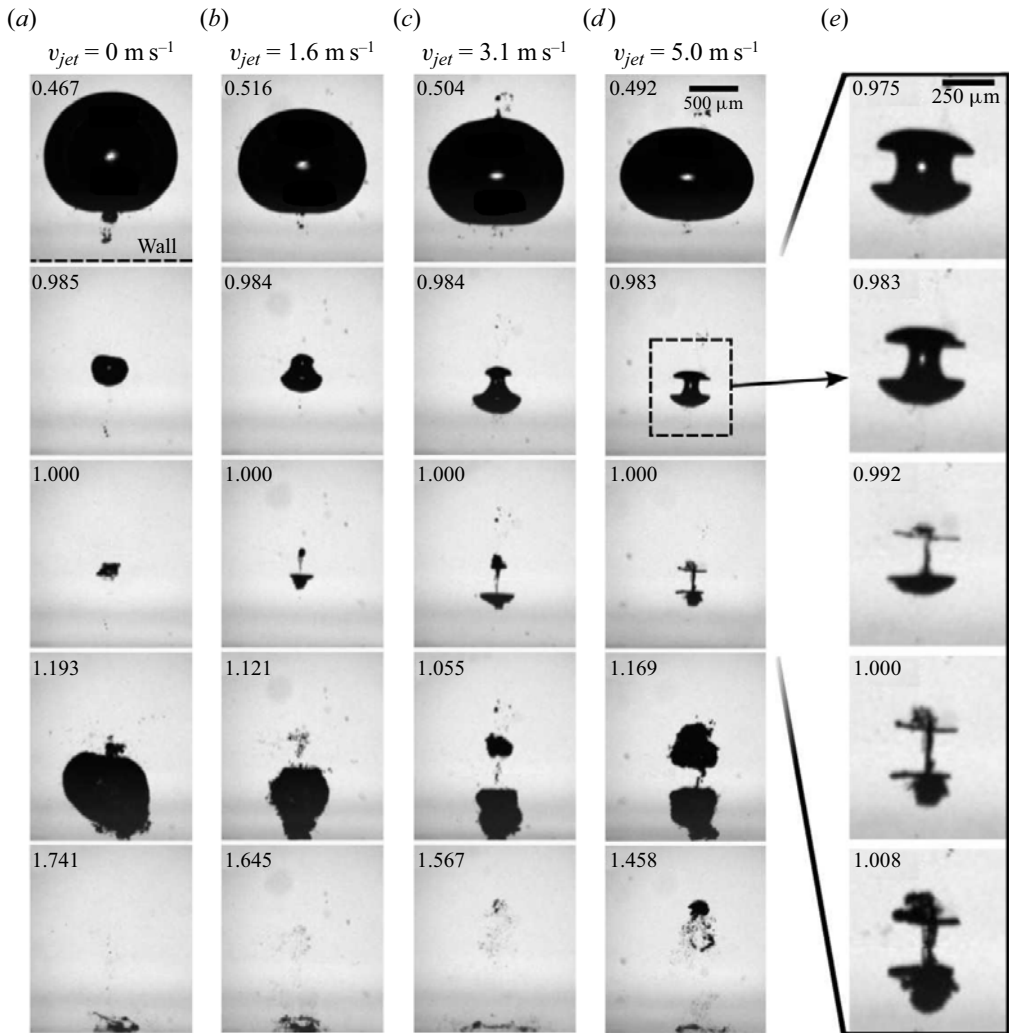 (a) (b) (c) (d) (e)
v_jet = 0 m s⁻¹ v_jet = 1.6 m s⁻¹ v_jet = 3.1 m s⁻¹ v_jet = 5.0 m s⁻¹
0.467 0.516 0.504 0.492 0.975
500 μm 250 μm
Wall
0.985 0.984 0.984 0.983 0.983
1.000 1.000 1.000 1.000 0.992
1.193 1.121 1.055 1.169 1.000
1.741 1.645 1.567 1.458 1.008